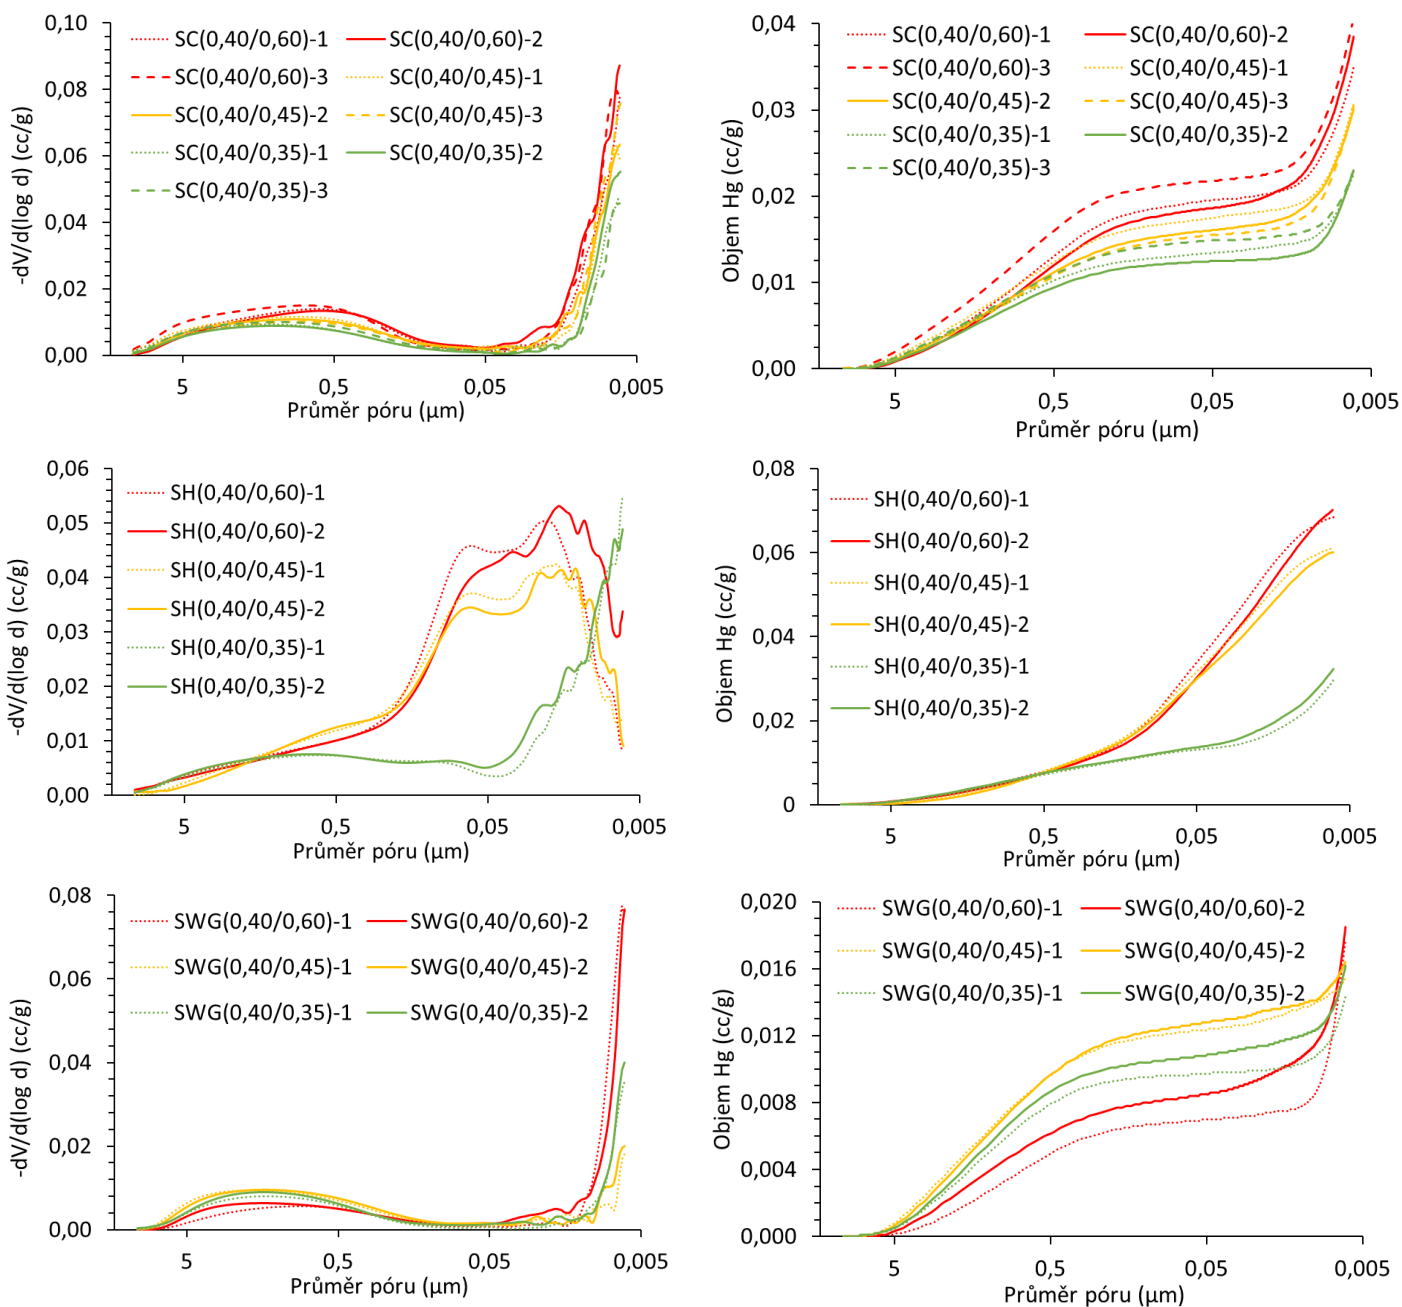 -dV/d(log d) (cc/g)
0,10
0,08
0,06
0,04
0,02
0,00
SC(0,40/0,60)-1 SC(0,40/0,60)-2
SC(0,40/0,60)-3 SC(0,40/0,45)-1
SC(0,40/0,45)-2 SC(0,40/0,45)-3
SC(0,40/0,35)-1 SC(0,40/0,35)-2
SC(0,40/0,35)-3
5 0,5 0,05 0,005
Průměr póru (µm)
Objem Hg (cc/g)
0,04
0,03
0,02
0,01
0,00
SC(0,40/0,60)-1 SC(0,40/0,60)-2
SC(0,40/0,60)-3 SC(0,40/0,45)-1
SC(0,40/0,45)-2 SC(0,40/0,45)-3
SC(0,40/0,35)-1 SC(0,40/0,35)-2
SC(0,40/0,35)-3
5 0,5 0,05 0,005
Průměr póru (µm)
-dV/d(log d) (cc/g)
0,06
0,05
0,04
0,03
0,02
0,01
0,00
SH(0,40/0,60)-1
SH(0,40/0,60)-2
SH(0,40/0,45)-1
SH(0,40/0,45)-2
SH(0,40/0,35)-1
SH(0,40/0,35)-2
5 0,5 0,05 0,005
Průměr póru (µm)
Objem Hg (cc/g)
0,08
0,06
0,04
0,02
0
SH(0,40/0,60)-1
SH(0,40/0,60)-2
SH(0,40/0,45)-1
SH(0,40/0,45)-2
SH(0,40/0,35)-1
SH(0,40/0,35)-2
5 0,5 0,05 0,005
Průměr póru (µm)
-dV/d(log d) (cc/g)
0,08
0,06
0,04
0,02
0,00
SWG(0,40/0,60)-1 SWG(0,40/0,60)-2
SWG(0,40/0,45)-1 SWG(0,40/0,45)-2
SWG(0,40/0,35)-1 SWG(0,40/0,35)-2
5 0,5 0,05 0,005
Průměr póru (µm)
Objem Hg (cc/g)
0,020
0,016
0,012
0,008
0,004
0,000
SWG(0,40/0,60)-1 SWG(0,40/0,60)-2
SWG(0,40/0,45)-1 SWG(0,40/0,45)-2
SWG(0,40/0,35)-1 SWG(0,40/0,35)-2
5 0,5 0,05 0,005
Průměr póru (µm)